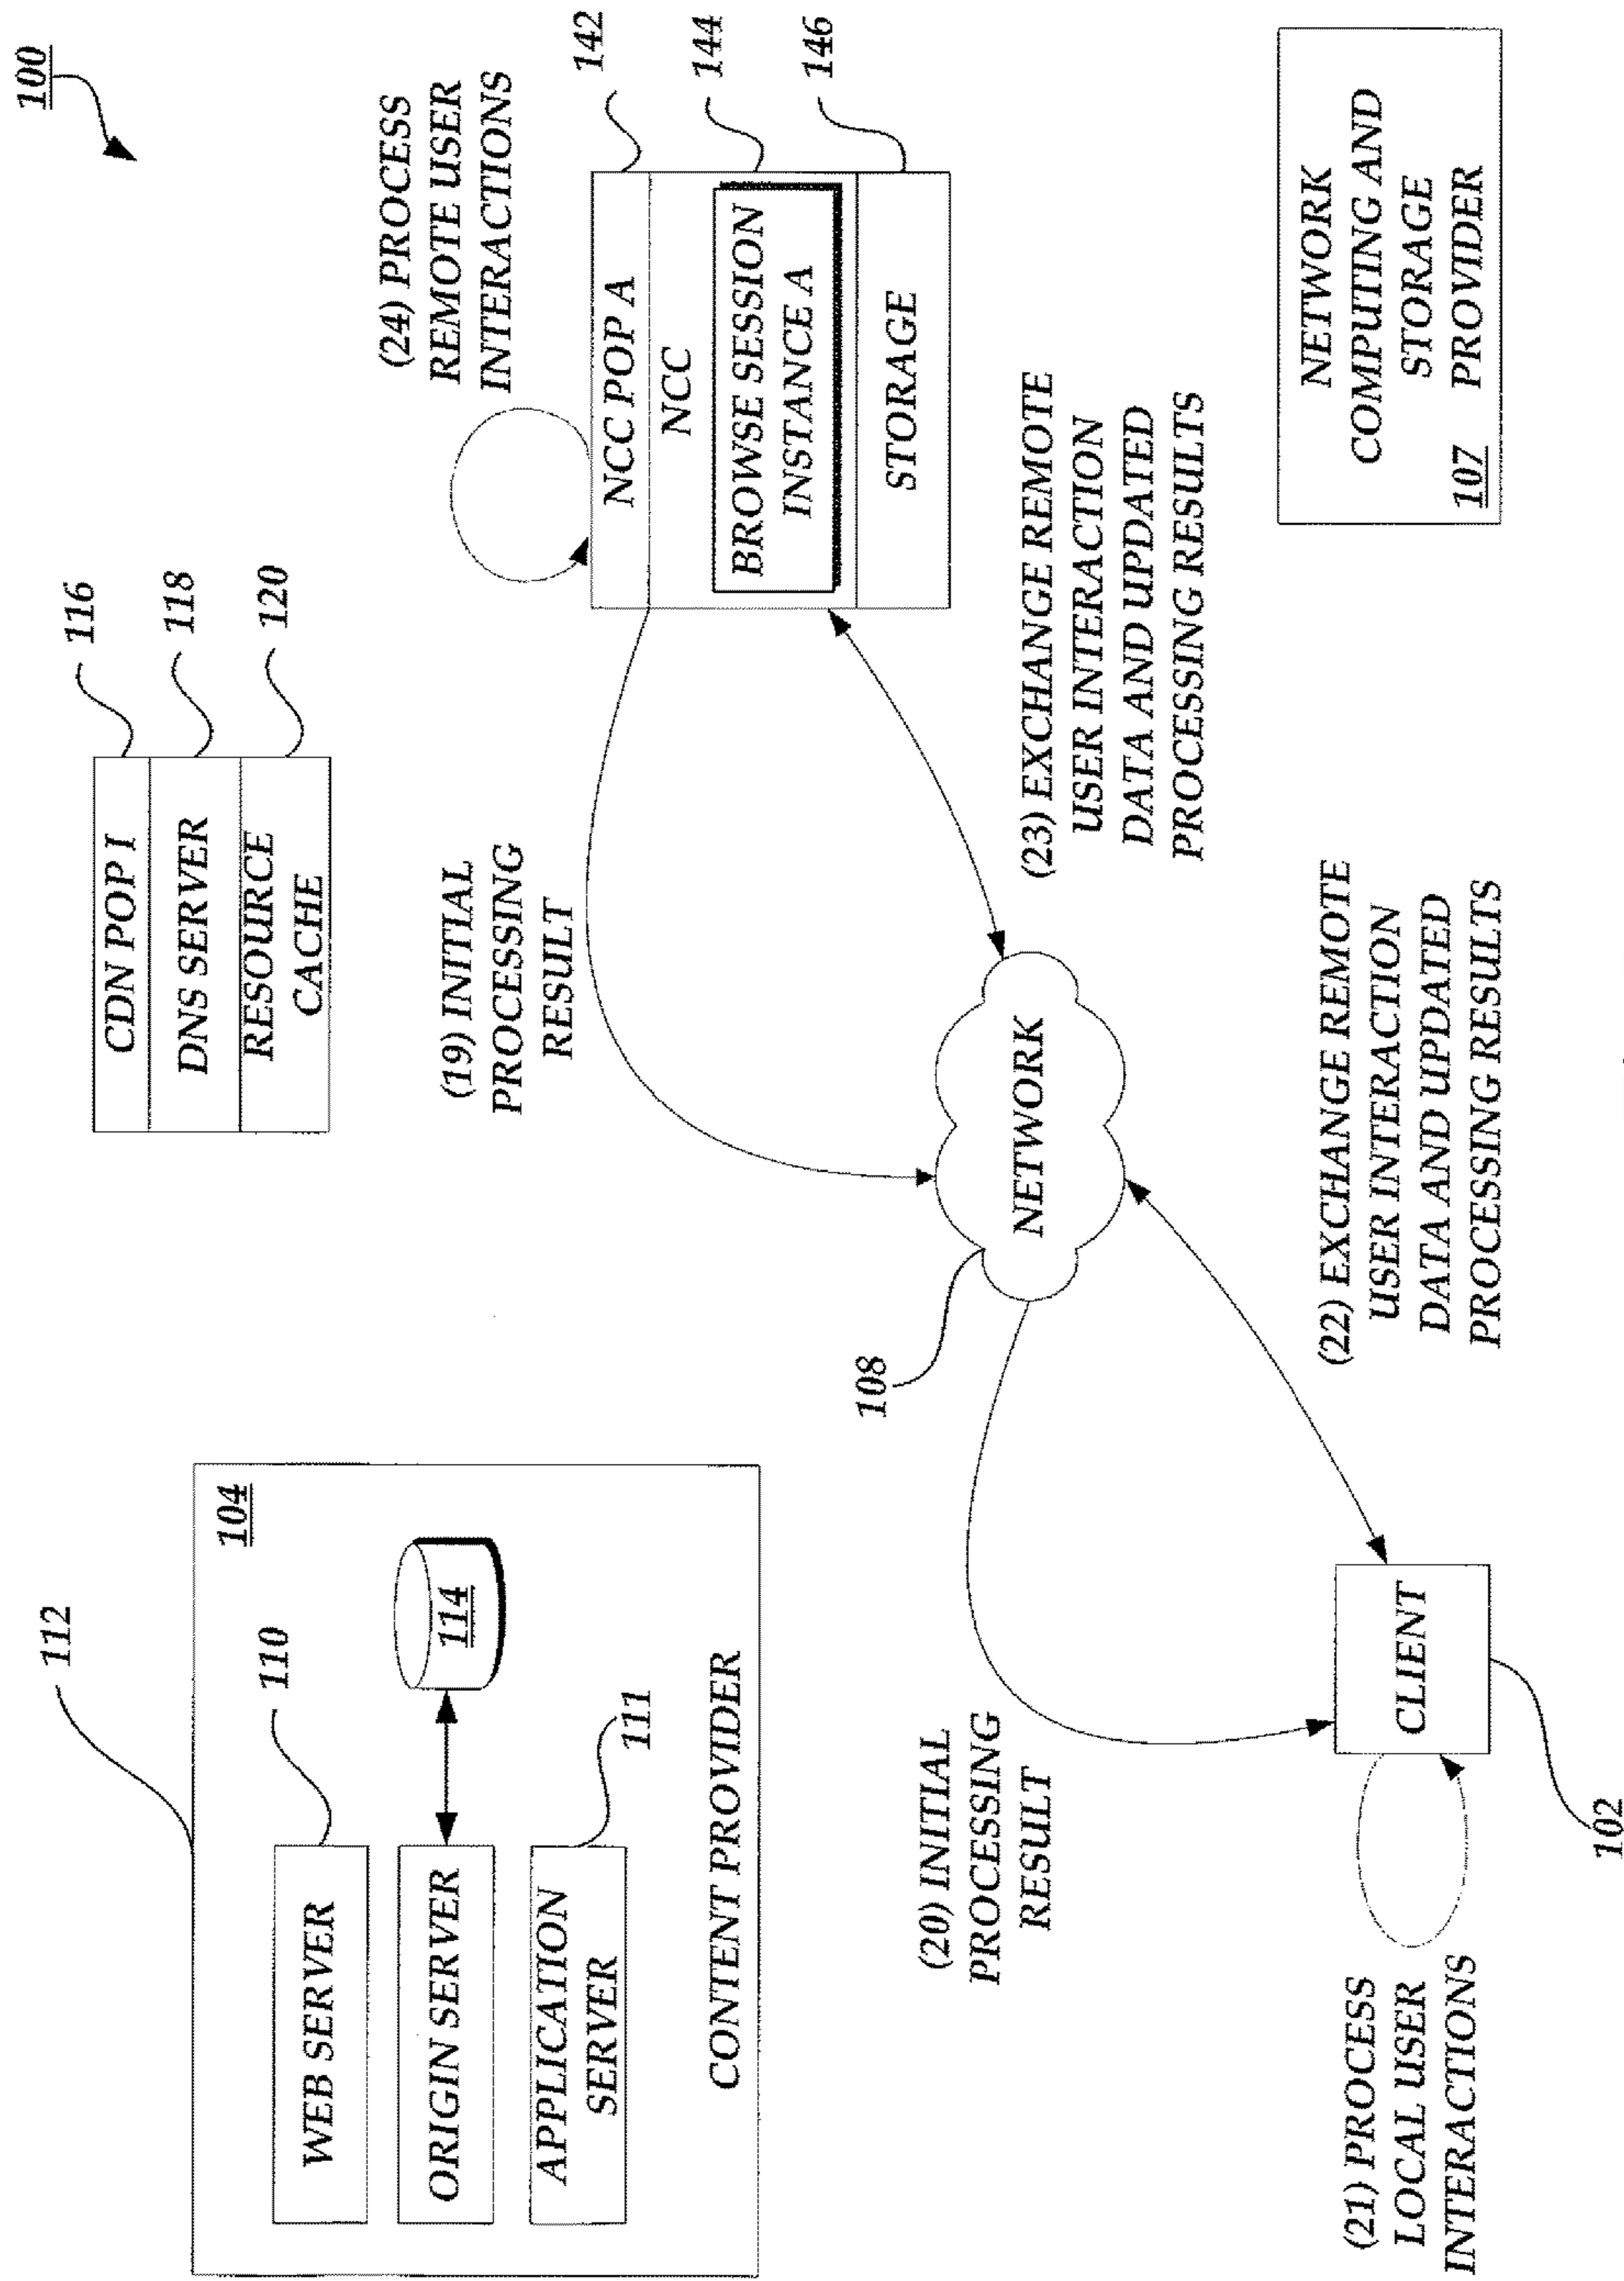 100
112
104
110
WEB SERVER
ORIGIN SERVER
114
APPLICATION
SERVER
111
CONTENT PROVIDER
CDN POP I
116
DNS SERVER
118
RESOURCE
CACHE
120
(24) PROCESS
REMOTE USER
INTERACTIONS
NCC POP A
142
NCC
BROWSE SESSION
INSTANCE A
144
STORAGE
146
(19) INITIAL
PROCESSING
RESULT
NETWORK
108
(23) EXCHANGE REMOTE
USER INTERACTION
DATA AND UPDATED
PROCESSING RESULTS
(20) INITIAL
PROCESSING
RESULT
(22) EXCHANGE REMOTE
USER INTERACTION
DATA AND UPDATED
PROCESSING RESULTS
CLIENT
102
(21) PROCESS
LOCAL USER
INTERACTIONS
NETWORK
COMPUTING AND
STORAGE
PROVIDER
107